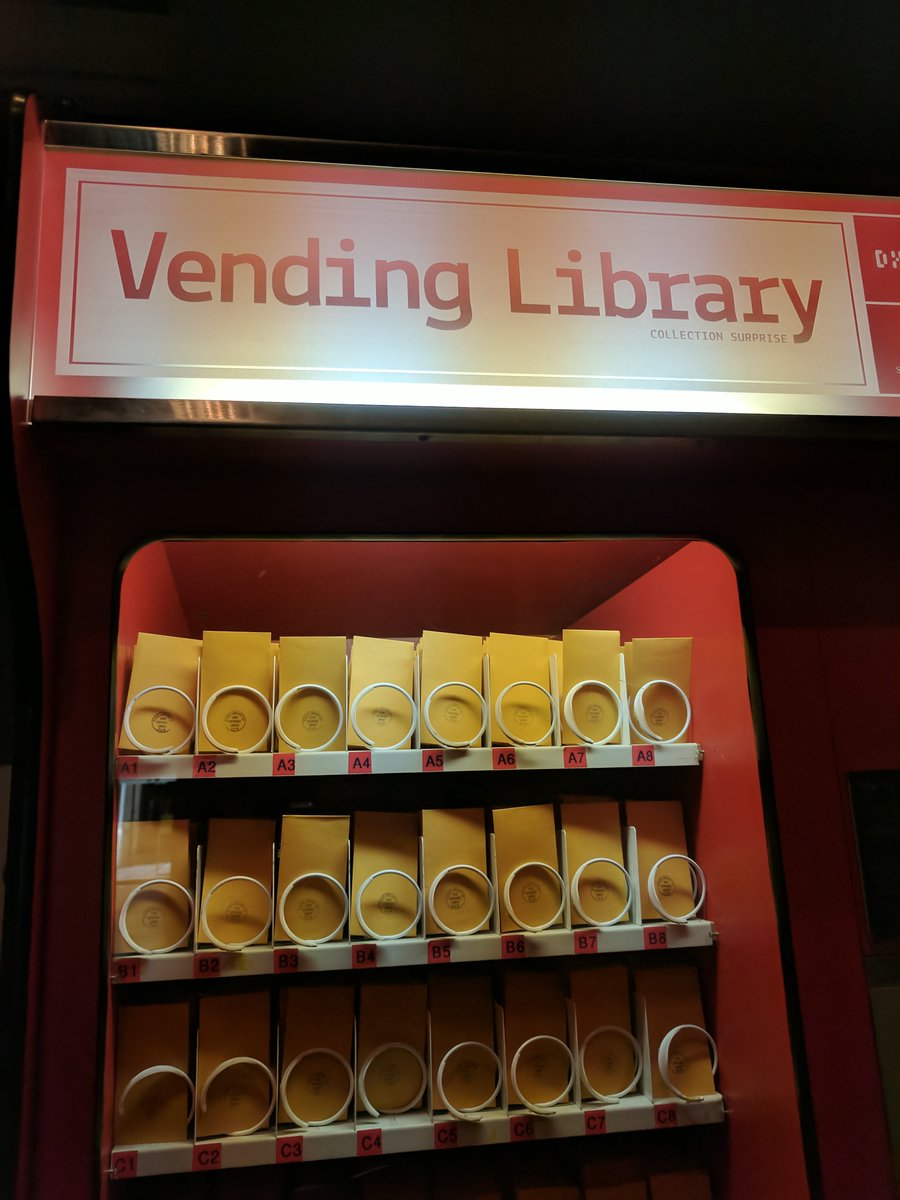 Vending Library
COLLECTION SURPRISE
A1 A2 A3 A4 A5 A6 A7 A8
B1 B2 B3 B4 B5 B6 B7 B8
C1 C2 C3 C4 C5 C6 C7 C8